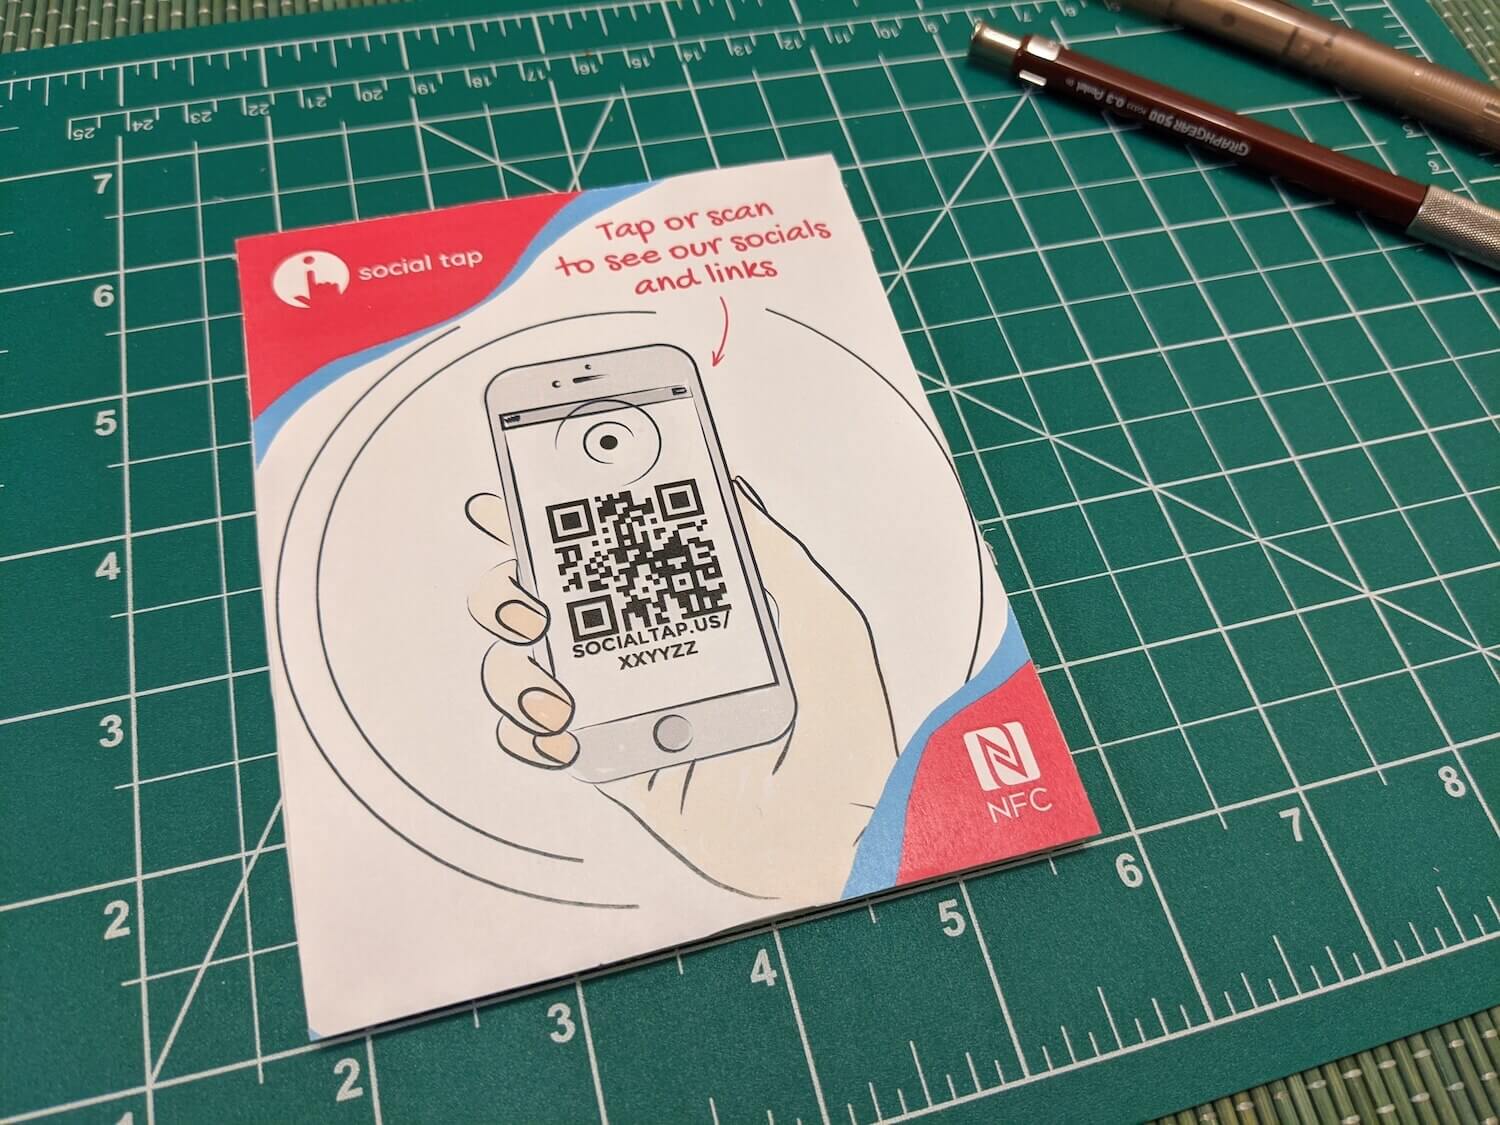 25 24 23 22 21 20 19 18 17 16 15 14 13 12 11 10 9
7
6
5
4
3
2
1
social tap
Tap or scan
to see our socials
and links
SOCIALTAP.US/
XXYYZZ
NFC
2 3 4 5 6 7 8
GRAPHGEAR 500 0.3 Pentel